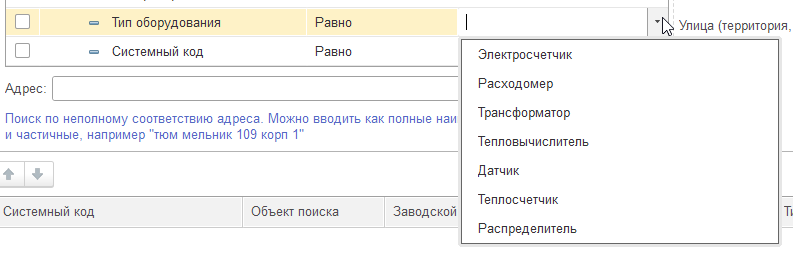 Тип оборудования Равно
Улица (территория,
Системный код Равно
Электросчетчик
Расходомер
Трансформатор
Тепловычислитель
Датчик
Теплосчетчик
Распределитель
Адрес:
Поиск по неполному соответствию адреса. Можно вводить как полные наи
и частичные, например "тюм мельник 109 корп 1"
Системный код Объект поиска Заводской